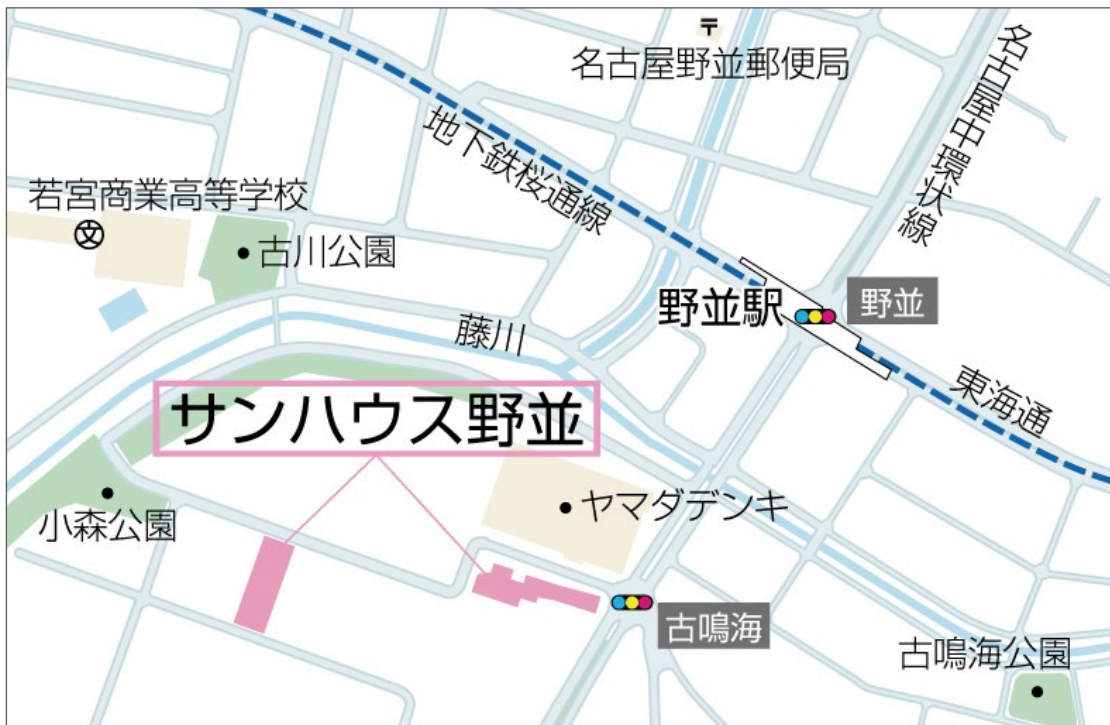 〒
名古屋野並郵便局
名古屋中環状線
地下鉄桜通線
若宮商業高等学校
文
古川公園
野並駅
野並
藤川
東海通
サンハウス野並
ヤマダデンキ
小森公園
古鳴海
古鳴海公園